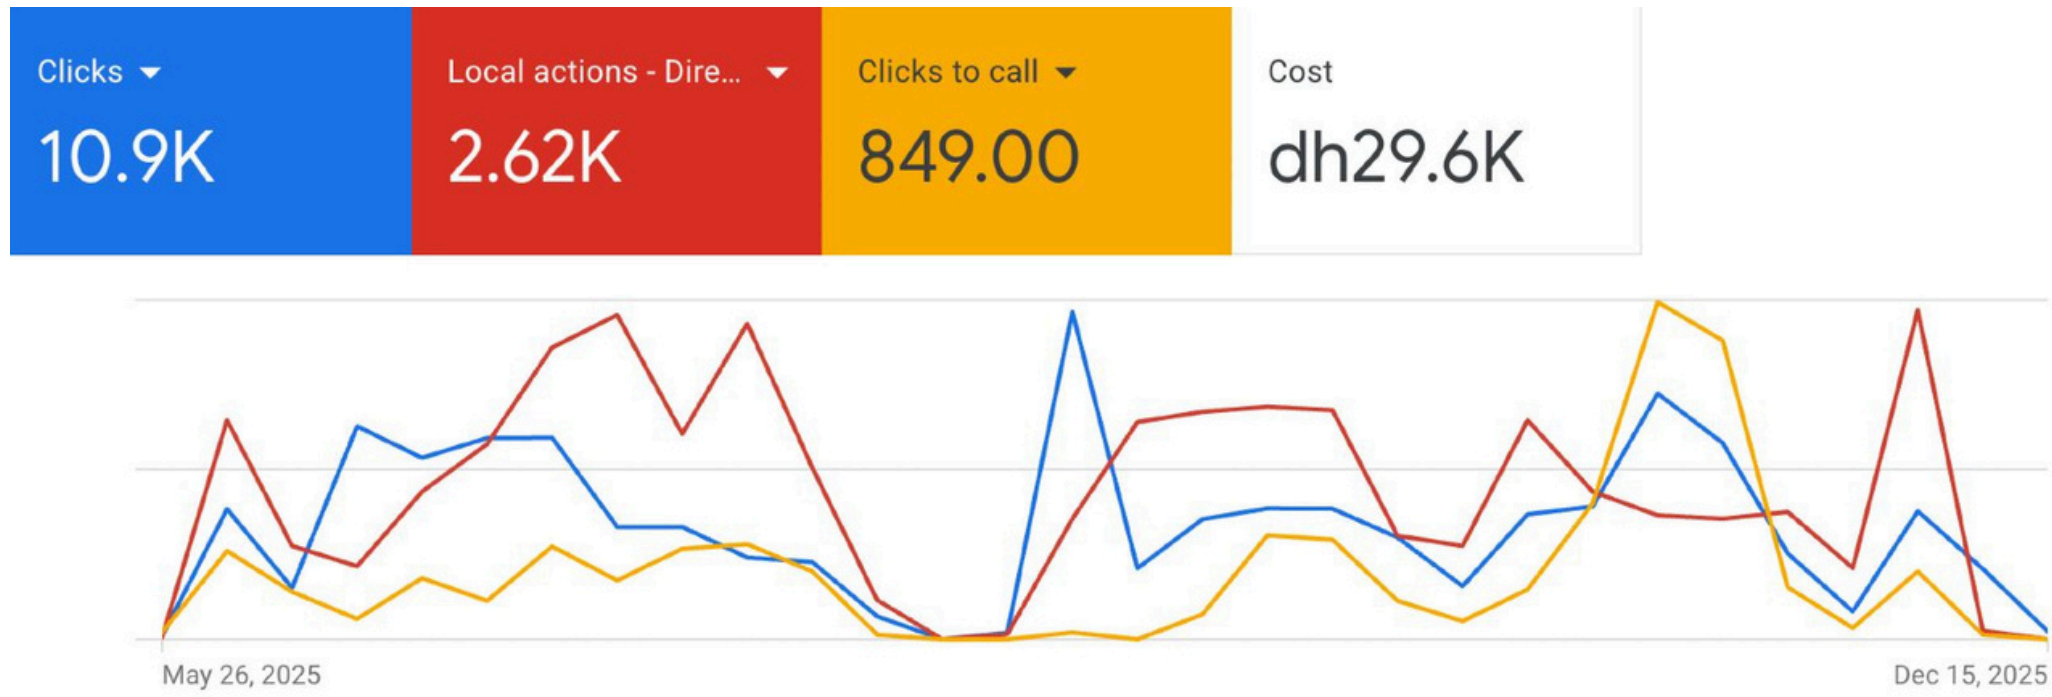 Clicks
10.9K
Local actions - Dire...
2.62K
Clicks to call
849.00
Cost
dh29.6K
May 26, 2025
Dec 15, 2025